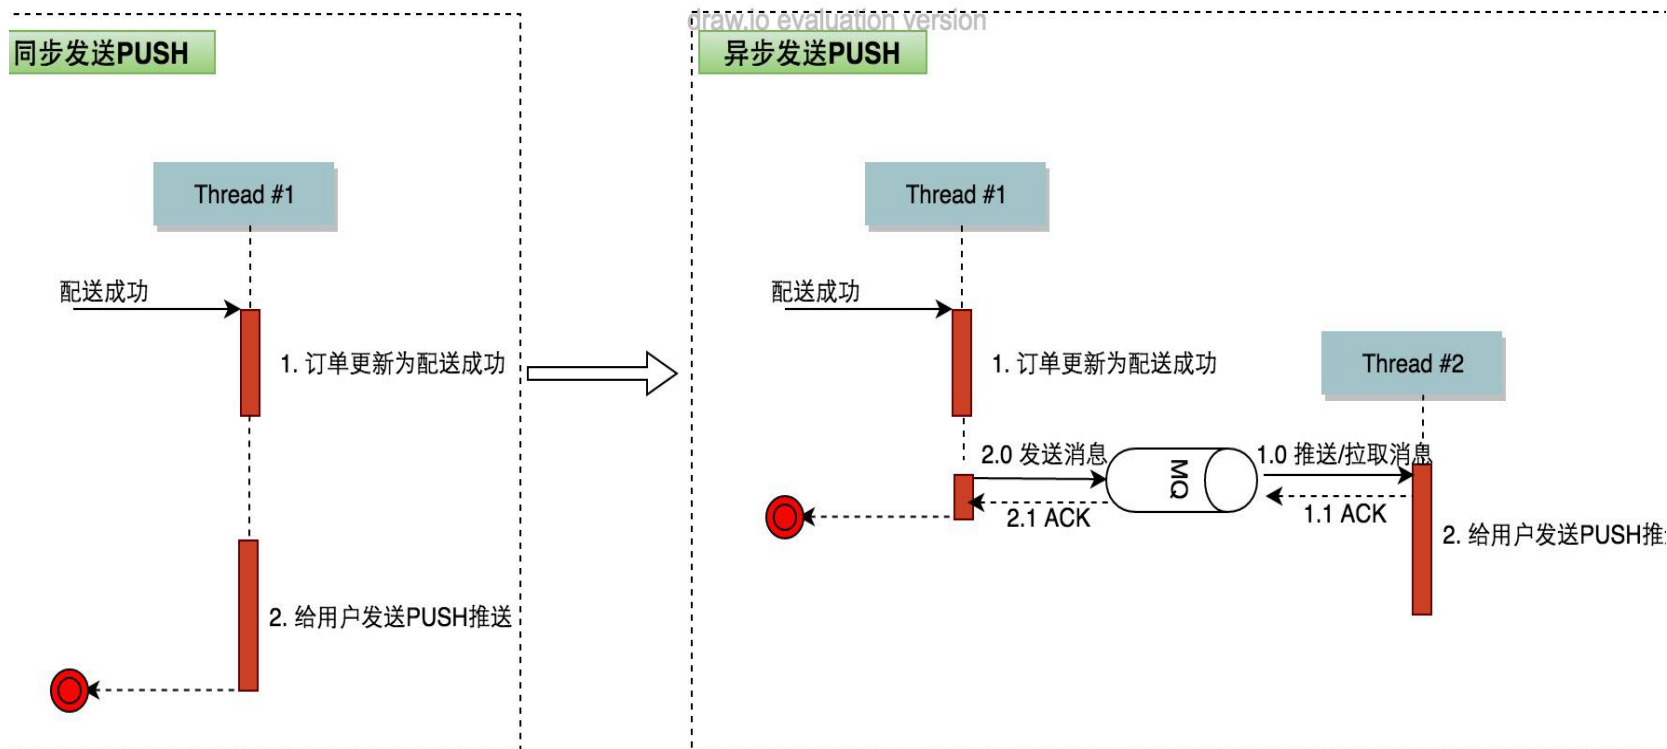 draw.io evaluation version
同步发送PUSH
异步发送PUSH
Thread #1
配送成功
1. 订单更新为配送成功
2. 给用户发送PUSH推送
Thread #1
配送成功
1. 订单更新为配送成功
Thread #2
2.0 发送消息
MQ
1.0 推送/拉取消息
2.1 ACK
1.1 ACK
2. 给用户发送PUSH推